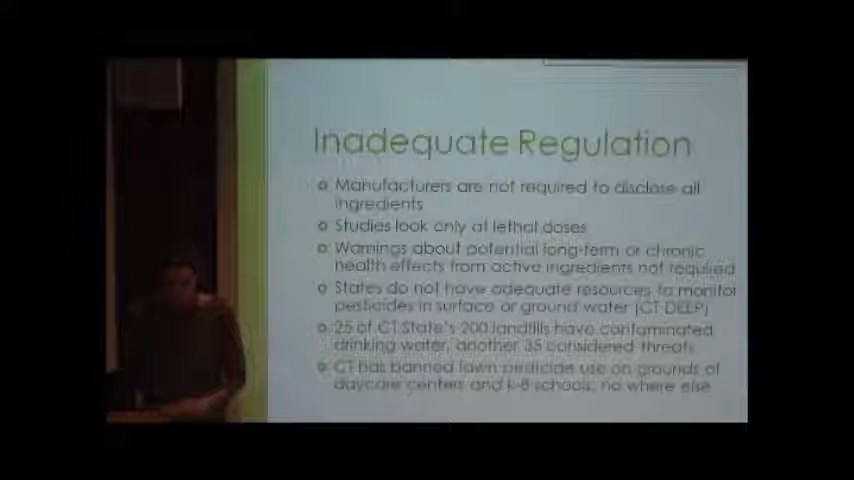 Inadequate Regulation
Manufacturers are not required to disclose all
ingredients
Studies look only at lethal doses
Warnings about potential long-term or chronic
health effects from active ingredients not required
States do not have adequate resources to monitor
pesticides in surface or ground water (CT DEEP)
25 of CT State's 200 landfills have contaminated
drinking water, another 35 considered threats
CT has banned lawn pesticide use on grounds of
daycare centers and k-8 schools, no where else